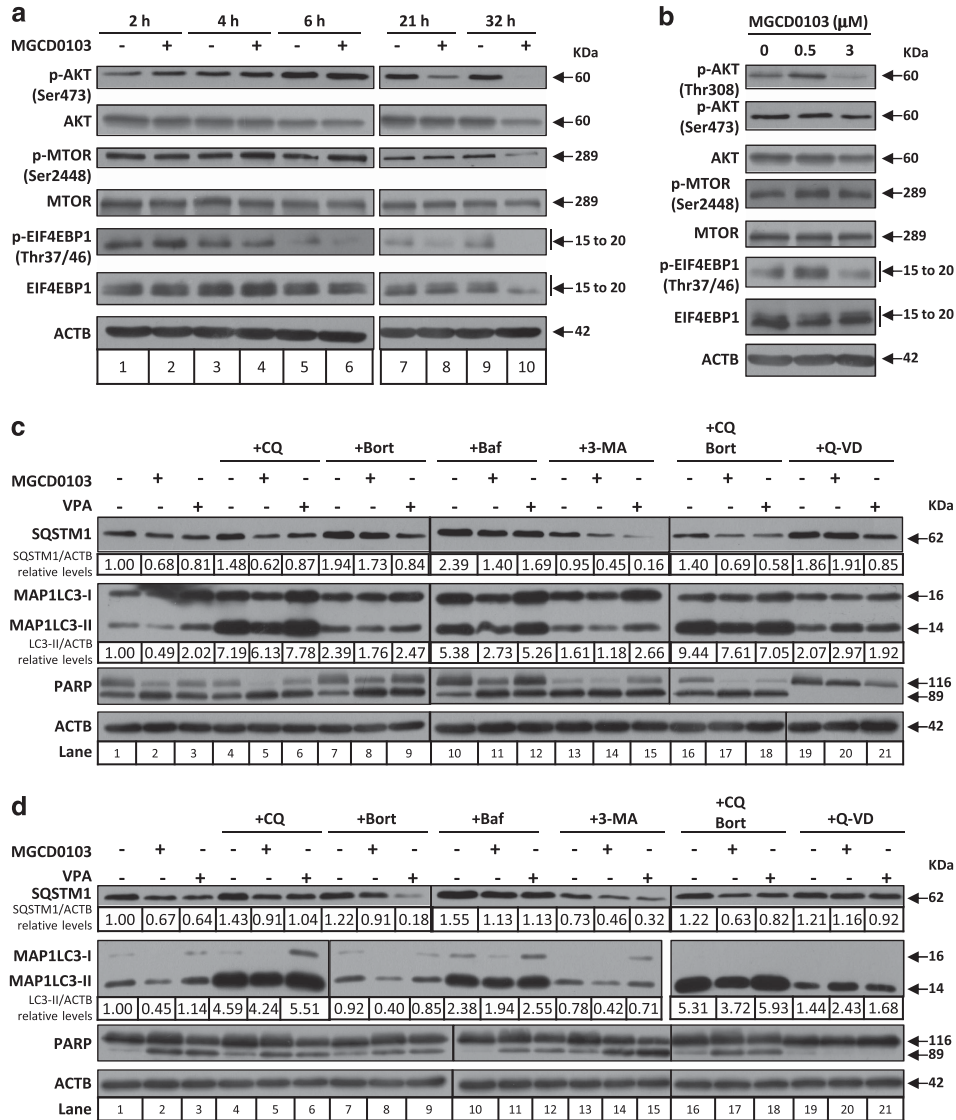 a
2 h 4 h 6 h 21 h 32 h
MGCD0103 - + - + - + - + - + KDa
p-AKT
(Ser473) 60
AKT 60
p-MTOR
(Ser2448) 289
MTOR 289
p-EIF4EBP1
(Thr37/46) 15 to 20
EIF4EBP1 15 to 20
ACTB 42
1 2 3 4 5 6 7 8 9 10
b
MGCD0103 (µM)
0 0.5 3 KDa
p-AKT
(Thr308) 60
p-AKT
(Ser473) 60
AKT 60
p-MTOR
(Ser2448) 289
MTOR 289
p-EIF4EBP1
(Thr37/46) 15 to 20
EIF4EBP1 15 to 20
ACTB 42
c
+CQ +Bort +Baf +3-MA +CQ Bort +Q-VD
MGCD0103 - + - - + - - + - - + - - + - - + - - + -
VPA - - + - - + - - + - - + - - + - - + - - + KDa
SQSTM1 62
SQSTM1/ACTB
relative levels 1.00 0.68 0.81 1.48 0.62 0.87 1.94 1.73 0.84 2.39 1.40 1.69 0.95 0.45 0.16 1.40 0.69 0.58 1.86 1.91 0.85
MAP1LC3-I 16
MAP1LC3-II 14
LC3-II/ACTB
relative levels 1.00 0.49 2.02 7.19 6.13 7.78 2.39 1.76 2.47 5.38 2.73 5.26 1.61 1.18 2.66 9.44 7.61 7.05 2.07 2.97 1.92
PARP 116
89
ACTB 42
Lane 1 2 3 4 5 6 7 8 9 10 11 12 13 14 15 16 17 18 19 20 21
d
+CQ +Bort +Baf +3-MA +CQ Bort +Q-VD
MGCD0103 - + - - + - - + - - + - - + - - + - - + -
VPA - - + - - + - - + - - + - - + - - + - - + KDa
SQSTM1 62
SQSTM1/ACTB
relative levels 1.00 0.67 0.64 1.43 0.91 1.04 1.22 0.91 0.18 1.55 1.13 1.13 0.73 0.46 0.32 1.22 0.63 0.82 1.21 1.16 0.92
MAP1LC3-I 16
MAP1LC3-II 14
LC3-II/ACTB
relative levels 1.00 0.45 1.14 4.59 4.24 5.51 0.92 0.40 0.85 2.38 1.94 2.55 0.78 0.42 0.71 5.31 3.72 5.93 1.44 2.43 1.68
PARP 116
89
ACTB 42
Lane 1 2 3 4 5 6 7 8 9 10 11 12 13 14 15 16 17 18 19 20 21